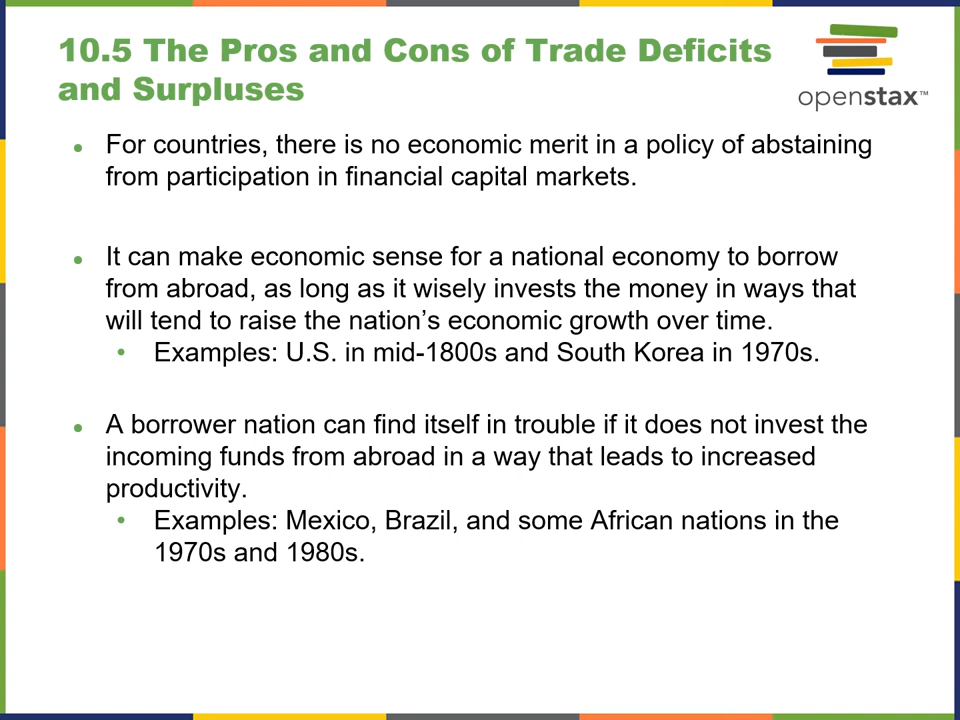 10.5 The Pros and Cons of Trade Deficits
and Surpluses
openstax™
● For countries, there is no economic merit in a policy of abstaining
from participation in financial capital markets.
● It can make economic sense for a national economy to borrow
from abroad, as long as it wisely invests the money in ways that
will tend to raise the nation’s economic growth over time.
• Examples: U.S. in mid-1800s and South Korea in 1970s.
● A borrower nation can find itself in trouble if it does not invest the
incoming funds from abroad in a way that leads to increased
productivity.
• Examples: Mexico, Brazil, and some African nations in the
1970s and 1980s.